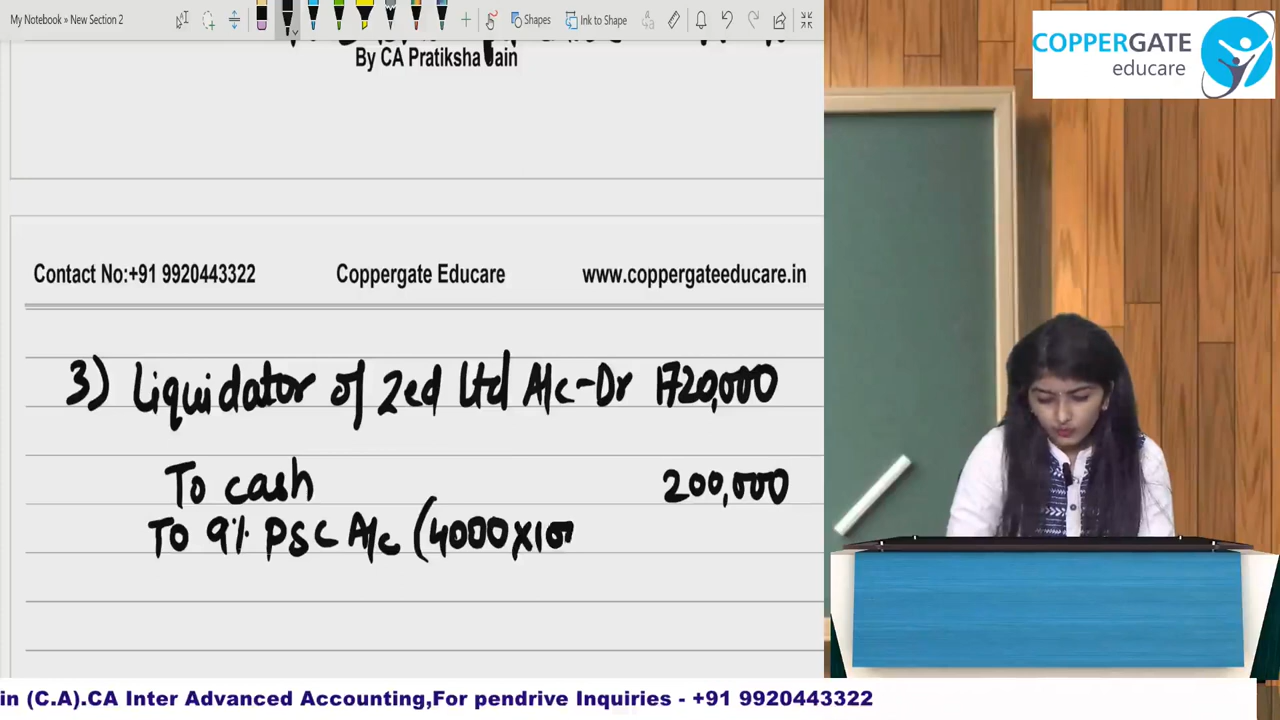 My Notebook » New Section 2
Shapes
Ink to Shape
COPPERGATE
educare
By CA Pratiksha Jain
Contact No:+91 9920443322 Coppergate Educare www.coppergateeducare.in
3) Liquidator of Zed Ltd A/c-Dr 1720,000
To cash 200,000
To 9% PSC A/c (4000×10
in (C.A).CA Inter Advanced Accounting,For pendrive Inquiries - +91 9920443322